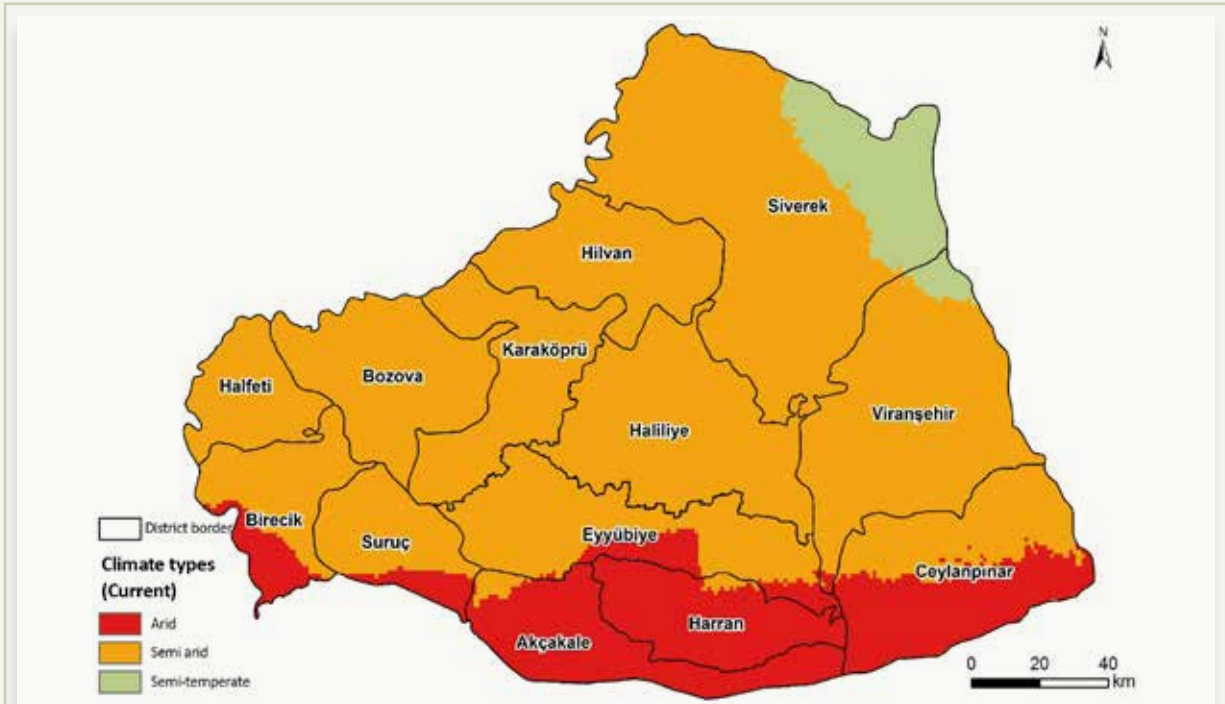 N
Siverek
Hilvan
Karaköprü
Halfeti
Bozova
Viranşehir
Haliliye
Birecik
Suruç
Eyyübiye
Ceylanpınar
Harran
Akçakale
District border
Climate types
(Current)
Arid
Semi arid
Semi-temperate
0 20 40
km